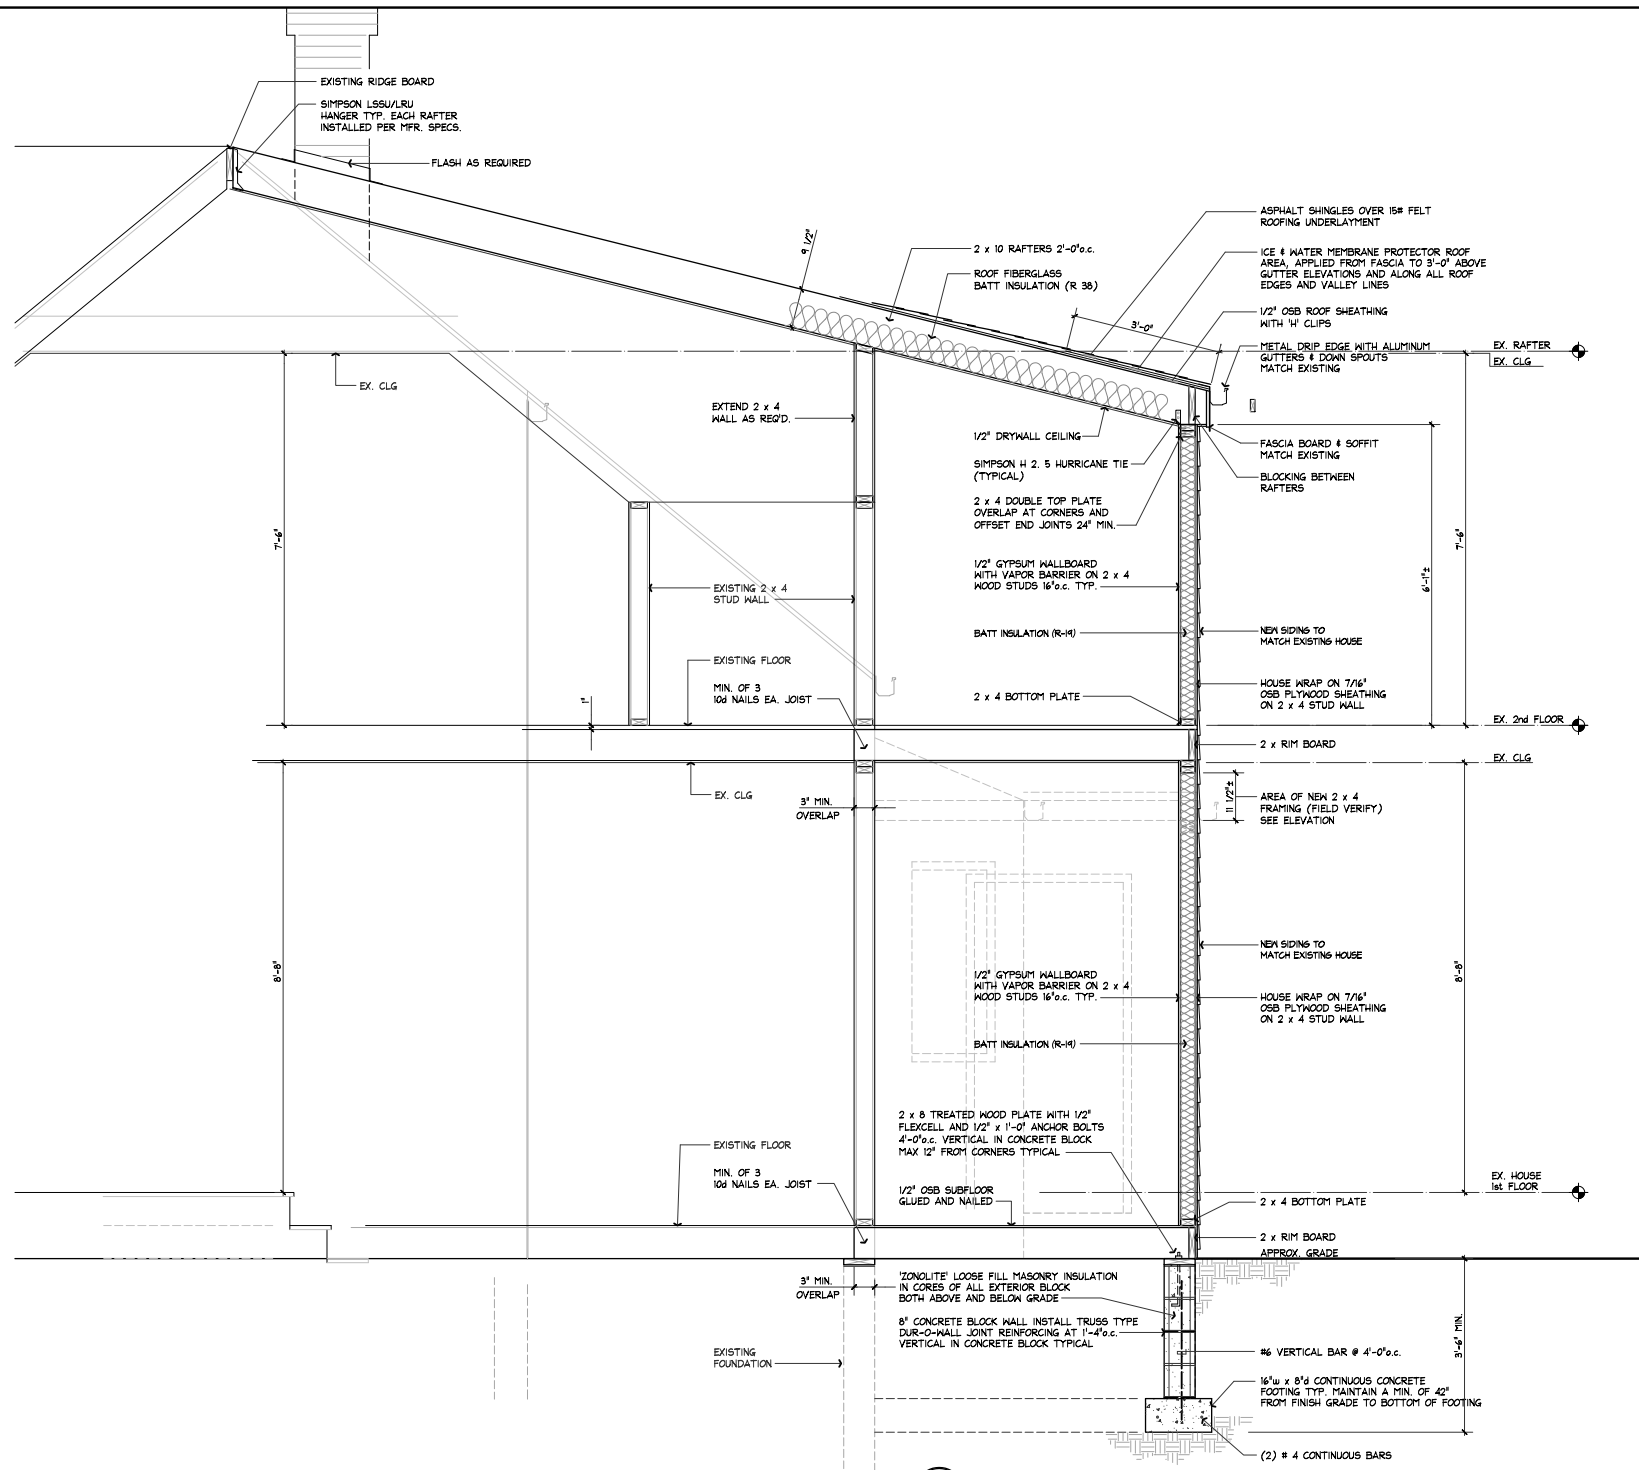 EXISTING RIDGE BOARD
SIMPSON LSSU/LRU
HANGER TYP. EACH RAFTER
INSTALLED PER MFR. SPECS.
FLASH AS REQUIRED
9 1/2"
2 x 10 RAFTERS 2'-0"o.c.
ROOF FIBERGLASS
BATT INSULATION (R 38)
3'-0"
ASPHALT SHINGLES OVER 15# FELT
ROOFING UNDERLAYMENT
ICE & WATER MEMBRANE PROTECTOR ROOF
AREA, APPLIED FROM FASCIA TO 3'-0" ABOVE
GUTTER ELEVATIONS AND ALONG ALL ROOF
EDGES AND VALLEY LINES
1/2" OSB ROOF SHEATHING
WITH 'H' CLIPS
METAL DRIP EDGE WITH ALUMINUM
GUTTERS & DOWN SPOUTS
MATCH EXISTING
EX. RAFTER
EX. CLG
EX. CLG
EXTEND 2 x 4
WALL AS REQ'D.
1/2" DRYWALL CEILING
SIMPSON H 2. 5 HURRICANE TIE
(TYPICAL)
2 x 4 DOUBLE TOP PLATE
OVERLAP AT CORNERS AND
OFFSET END JOINTS 24" MIN.
FASCIA BOARD & SOFFIT
MATCH EXISTING
BLOCKING BETWEEN
RAFTERS
7'-6"
7'-6"
6'-1"±
1/2" GYPSUM WALLBOARD
WITH VAPOR BARRIER ON 2 x 4
WOOD STUDS 16"o.c. TYP.
EXISTING 2 x 4
STUD WALL
BATT INSULATION (R-19)
NEW SIDING TO
MATCH EXISTING HOUSE
EXISTING FLOOR
MIN. OF 3
10d NAILS EA. JOIST
1"
2 x 4 BOTTOM PLATE
HOUSE WRAP ON 7/16"
OSB PLYWOOD SHEATHING
ON 2 x 4 STUD WALL
EX. 2nd FLOOR
2 x RIM BOARD
EX. CLG
EX. CLG
3" MIN.
OVERLAP
11 1/2"±
AREA OF NEW 2 x 4
FRAMING (FIELD VERIFY)
SEE ELEVATION
8'-8"
8'-8"
NEW SIDING TO
MATCH EXISTING HOUSE
1/2" GYPSUM WALLBOARD
WITH VAPOR BARRIER ON 2 x 4
WOOD STUDS 16"o.c. TYP.
HOUSE WRAP ON 7/16"
OSB PLYWOOD SHEATHING
ON 2 x 4 STUD WALL
BATT INSULATION (R-19)
2 x 8 TREATED WOOD PLATE WITH 1/2"
FLEXCELL AND 1/2" x 1'-0" ANCHOR BOLTS
4'-0"o.c. VERTICAL IN CONCRETE BLOCK
MAX 12" FROM CORNERS TYPICAL
EXISTING FLOOR
MIN. OF 3
10d NAILS EA. JOIST
1/2" OSB SUBFLOOR
GLUED AND NAILED
EX. HOUSE
1st FLOOR
2 x 4 BOTTOM PLATE
2 x RIM BOARD
APPROX. GRADE
3" MIN.
OVERLAP
'ZONOLITE' LOOSE FILL MASONRY INSULATION
IN CORES OF ALL EXTERIOR BLOCK
BOTH ABOVE AND BELOW GRADE
8" CONCRETE BLOCK WALL INSTALL TRUSS TYPE
DUR-O-WALL JOINT REINFORCING AT 1'-4"o.c.
VERTICAL IN CONCRETE BLOCK TYPICAL
EXISTING
FOUNDATION
3'-6" MIN.
#6 VERTICAL BAR @ 4'-0"o.c.
16"w x 8"d CONTINUOUS CONCRETE
FOOTING TYP. MAINTAIN A MIN. OF 42"
FROM FINISH GRADE TO BOTTOM OF FOOTING
(2) # 4 CONTINUOUS BARS